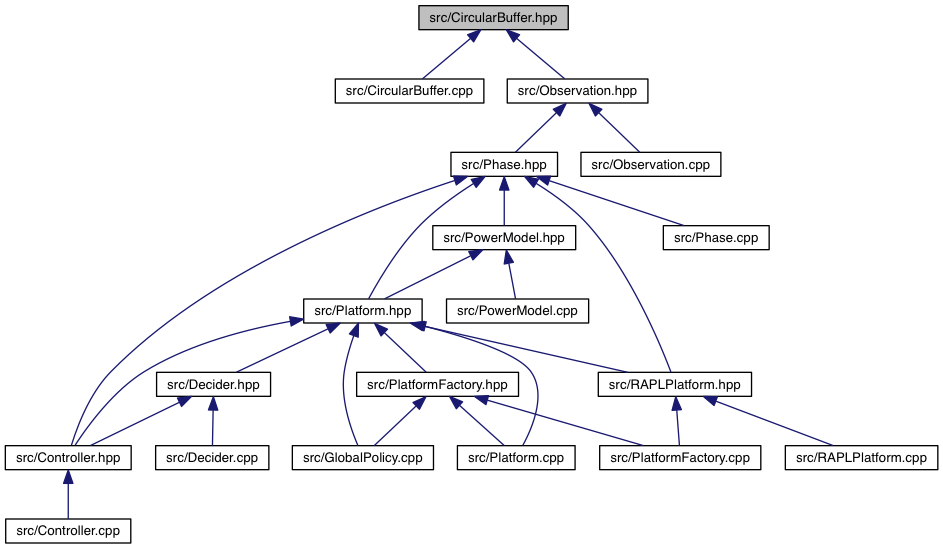 src/CircularBuffer.hpp
src/CircularBuffer.cpp
src/Observation.hpp
src/Phase.hpp
src/Observation.cpp
src/PowerModel.hpp
src/Phase.cpp
src/Platform.hpp
src/PowerModel.cpp
src/Decider.hpp
src/PlatformFactory.hpp
src/RAPLPlatform.hpp
src/Controller.hpp
src/Decider.cpp
src/GlobalPolicy.cpp
src/Platform.cpp
src/PlatformFactory.cpp
src/RAPLPlatform.cpp
src/Controller.cpp